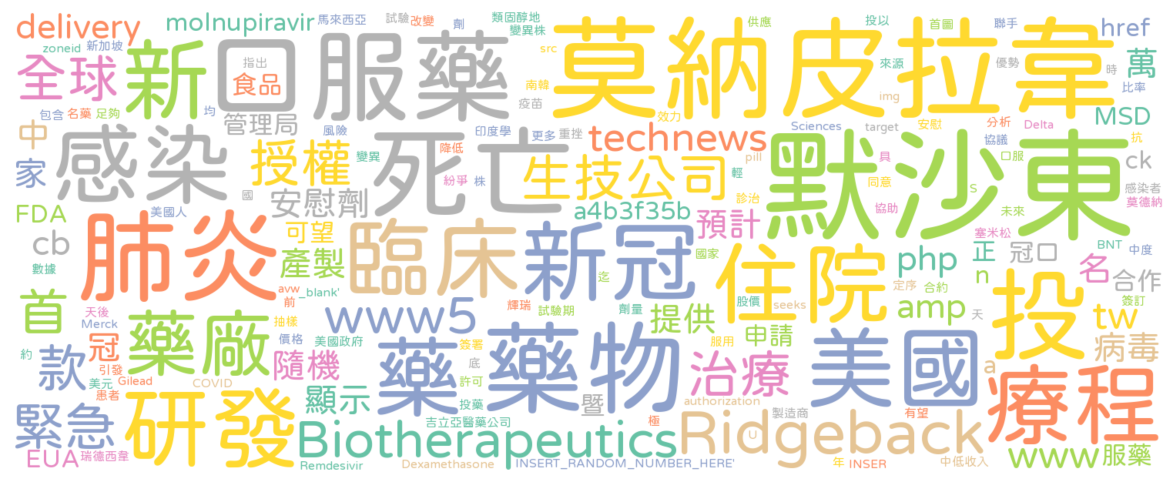 delivery
molnupiravir
馬來西亞
試驗
改變
劑
類固醇地
變異株
供應
投以
首圖
聯手
href
zoneid
新加坡
新
口服藥
莫納皮拉韋
全球
指出
食品
src
南韓
來源
優勢
時
萬
比率
包含
名藥
足夠
均
管理局
疫苗
效力
img
MSD
中
感染
風險
印度學
更多
重挫
technews
Sciences
target
安慰
分析
Delta
協議
抗
家
授權
變異
降低
死亡
生技公司
pill
輕
默沙東
具
口服
ck
紛爭
株
同意
s
感染者
莫德納
FDA
國
美國人
安慰劑
a4b3f35b
診治
協助
未來
肺炎
可望
臨床
新冠
預計
塞米松
cb
產製
國家
住院
php
正
冠口
BNT
中度
名
合作
數據
avw
前
_blank'
迄
定序
n
首
天後
Merck
藥廠
抽樣
輝瑞
試驗期
劑量
股價
seeks
合約
天
投
簽訂
www5
提供
申請
amp
tw
約
款
冠
引發
價格
美國政府
簽署
藥
藥物
服用
美國
a
病毒
美元
Gilead
患者
隨機
底
治療
療程
COVID
許可
緊急
研發
顯示
投藥
吉立亞醫藥公司
暨
極
authorization
製造商
有望
EUA
瑞德西韋
Biotherapeutics
Ridgeback
U
www
服藥
Remdesivir
Dexamethasone
INSERT_RANDOM_NUMBER_HERE'
年
INSER
中低收入